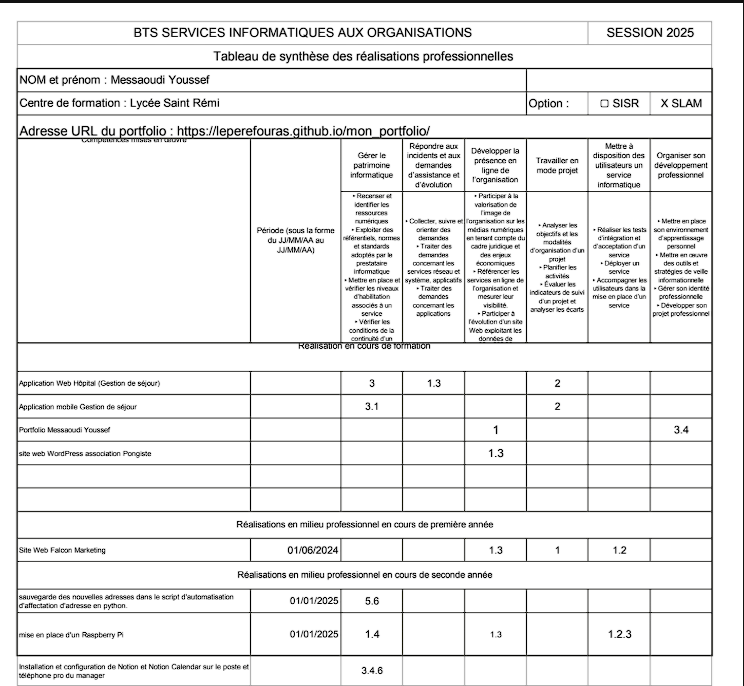 BTS SERVICES INFORMATIQUES AUX ORGANISATIONS SESSION 2025
Tableau de synthèse des réalisations professionnelles
NOM et prénom : Messaoudi Youssef
Centre de formation : Lycée Saint Rémi Option : ☐ SISR X SLAM
Adresse URL du portfolio : https://leperefouras.github.io/mon_portfolio/
Compétences mises en œuvre
Période (sous la forme
du JJ/MM/AA au
JJ/MM/AA)
Gérer le
patrimoine
informatique
• Recenser et
identifier les
ressources
numériques
• Exploiter des
référentiels, normes
et standards
adoptés par le
prestataire
informatique
• Mettre en place et
vérifier les niveaux
d'habilitation
associés à un
service
• Vérifier les
conditions de la
continuité d'un
Répondre aux
incidents et aux
demandes
d'assistance et
d'évolution
• Collecter, suivre et
orienter des
demandes
• Traiter des
demandes
concernant les
services réseau et
système, applicatifs
• Traiter des
demandes
concernant les
applications
Développer la
présence en
ligne de
l'organisation
• Participer à la
valorisation de
l'image de
l'organisation sur les
médias numériques
en tenant compte du
cadre juridique et
des enjeux
économiques
• Référencer les
services en ligne de
l'organisation et
mesurer leur
visibilité.
• Participer à
l'évolution d'un site
Web exploitant les
données de
Travailler en
mode projet
• Analyser les
objectifs et les
modalités
d'organisation d'un
projet
• Planifier les
activités
• Évaluer les
indicateurs de suivi
d'un projet et
analyser les écarts
Mettre à
disposition des
utilisateurs un
service
informatique
• Réaliser les tests
d'intégration et
d'acceptation d'un
service
• Déployer un
service
• Accompagner les
utilisateurs dans la
mise en place d'un
service
Organiser son
développement
professionnel
• Mettre en place
son environnement
d'apprentissage
personnel
• Mettre en œuvre
des outils et
stratégies de veille
informationnelle
• Gérer son identité
professionnelle
• Développer son
projet professionnel
Réalisation en cours de formation
Application Web Hôpital (Gestion de séjour) 3 1.3 2
Application mobile Gestion de séjour 3.1 2
Portfolio Messaoudi Youssef 1 3.4
site web WordPress association Pongiste 1.3
Réalisations en milieu professionnel en cours de première année
Site Web Falcon Marketing 01/06/2024 1.3 1 1.2
Réalisations en milieu professionnel en cours de seconde année
sauvegarde des nouvelles adresses dans le script d'automatisation
d'affectation d'adresse en python. 01/01/2025 5.6
mise en place d'un Raspberry Pi 01/01/2025 1.4 1.3 1.2.3
Installation et configuration de Notion et Notion Calendar sur le poste et
téléphone pro du manager 3.4.6